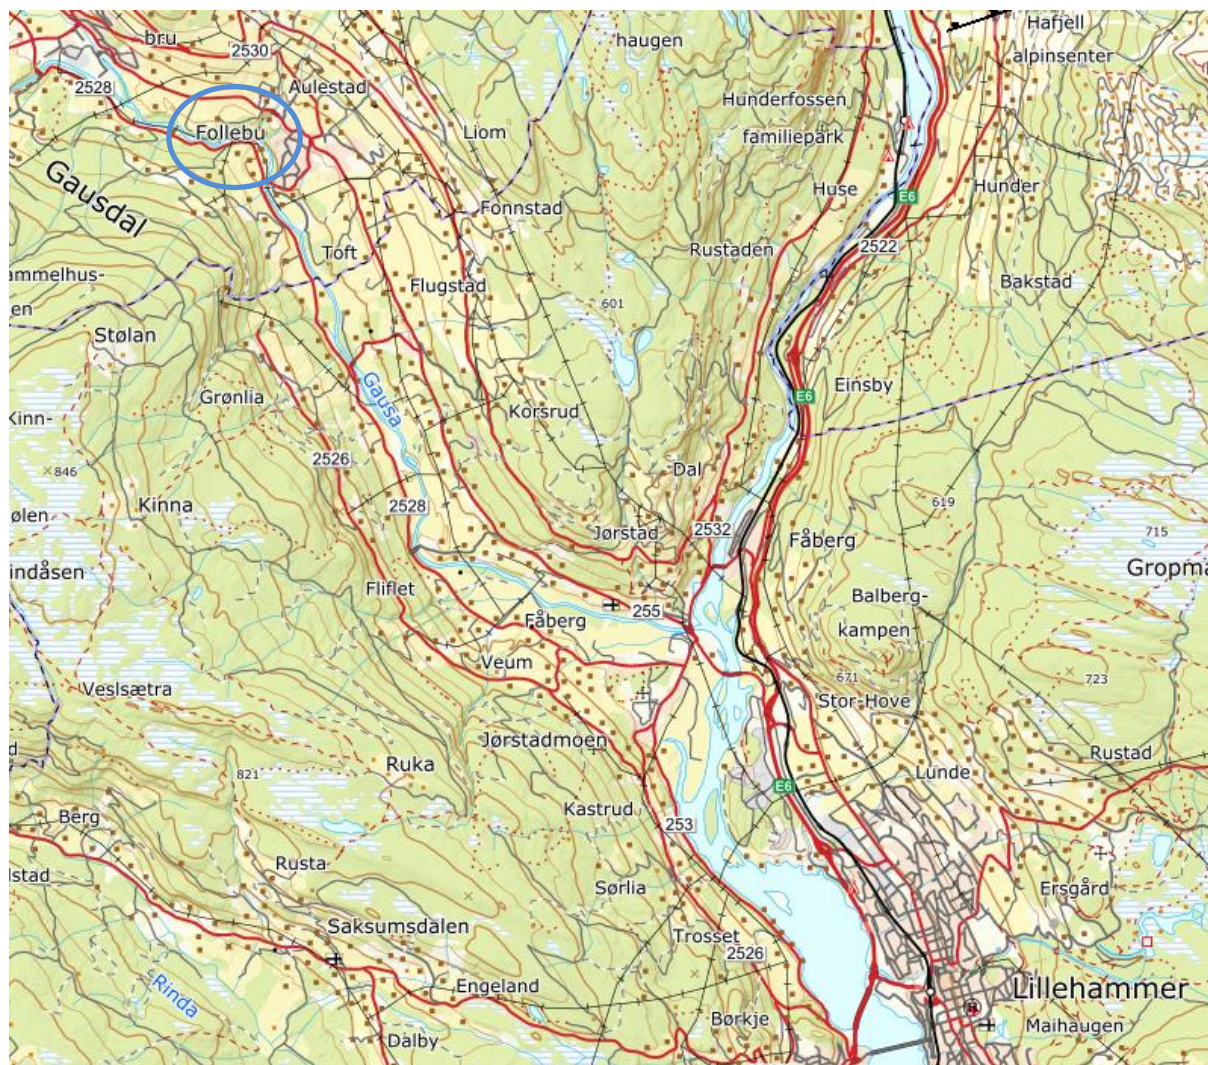 Hafjell
alpinsenter
bru
2530
haugen
2528
Aulestad
Hunderfossen
familiepark
Follebu
Liom
Gausdal
Huse
Hunder
E6
Fonnstad
Toft
Rustaden
2522
Flugstad
Bakstad
ammelhus-
en
601
Stølan
Gausa
Einsby
E6
Grønlia
Korsrud
Kinn-
2526
846
Dal
Kinna
2528
619
ølen
Jørstad
2532
Fåberg
715
indåsen
Gropma
Fliflet
Balberg-
kampen
255
Fåberg
Veum
671
723
Veslsætra
Stor-Hove
Jørstadmoen
Rustad
d
821
Ruka
Lunde
E6
Berg
Kastrud
253
Rusta
lstad
Sørlia
Ersgård
Saksumsdalen
Trosset
2526
Rinda
Engeland
Lillehammer
Børkje
Maihaugen
Dalby